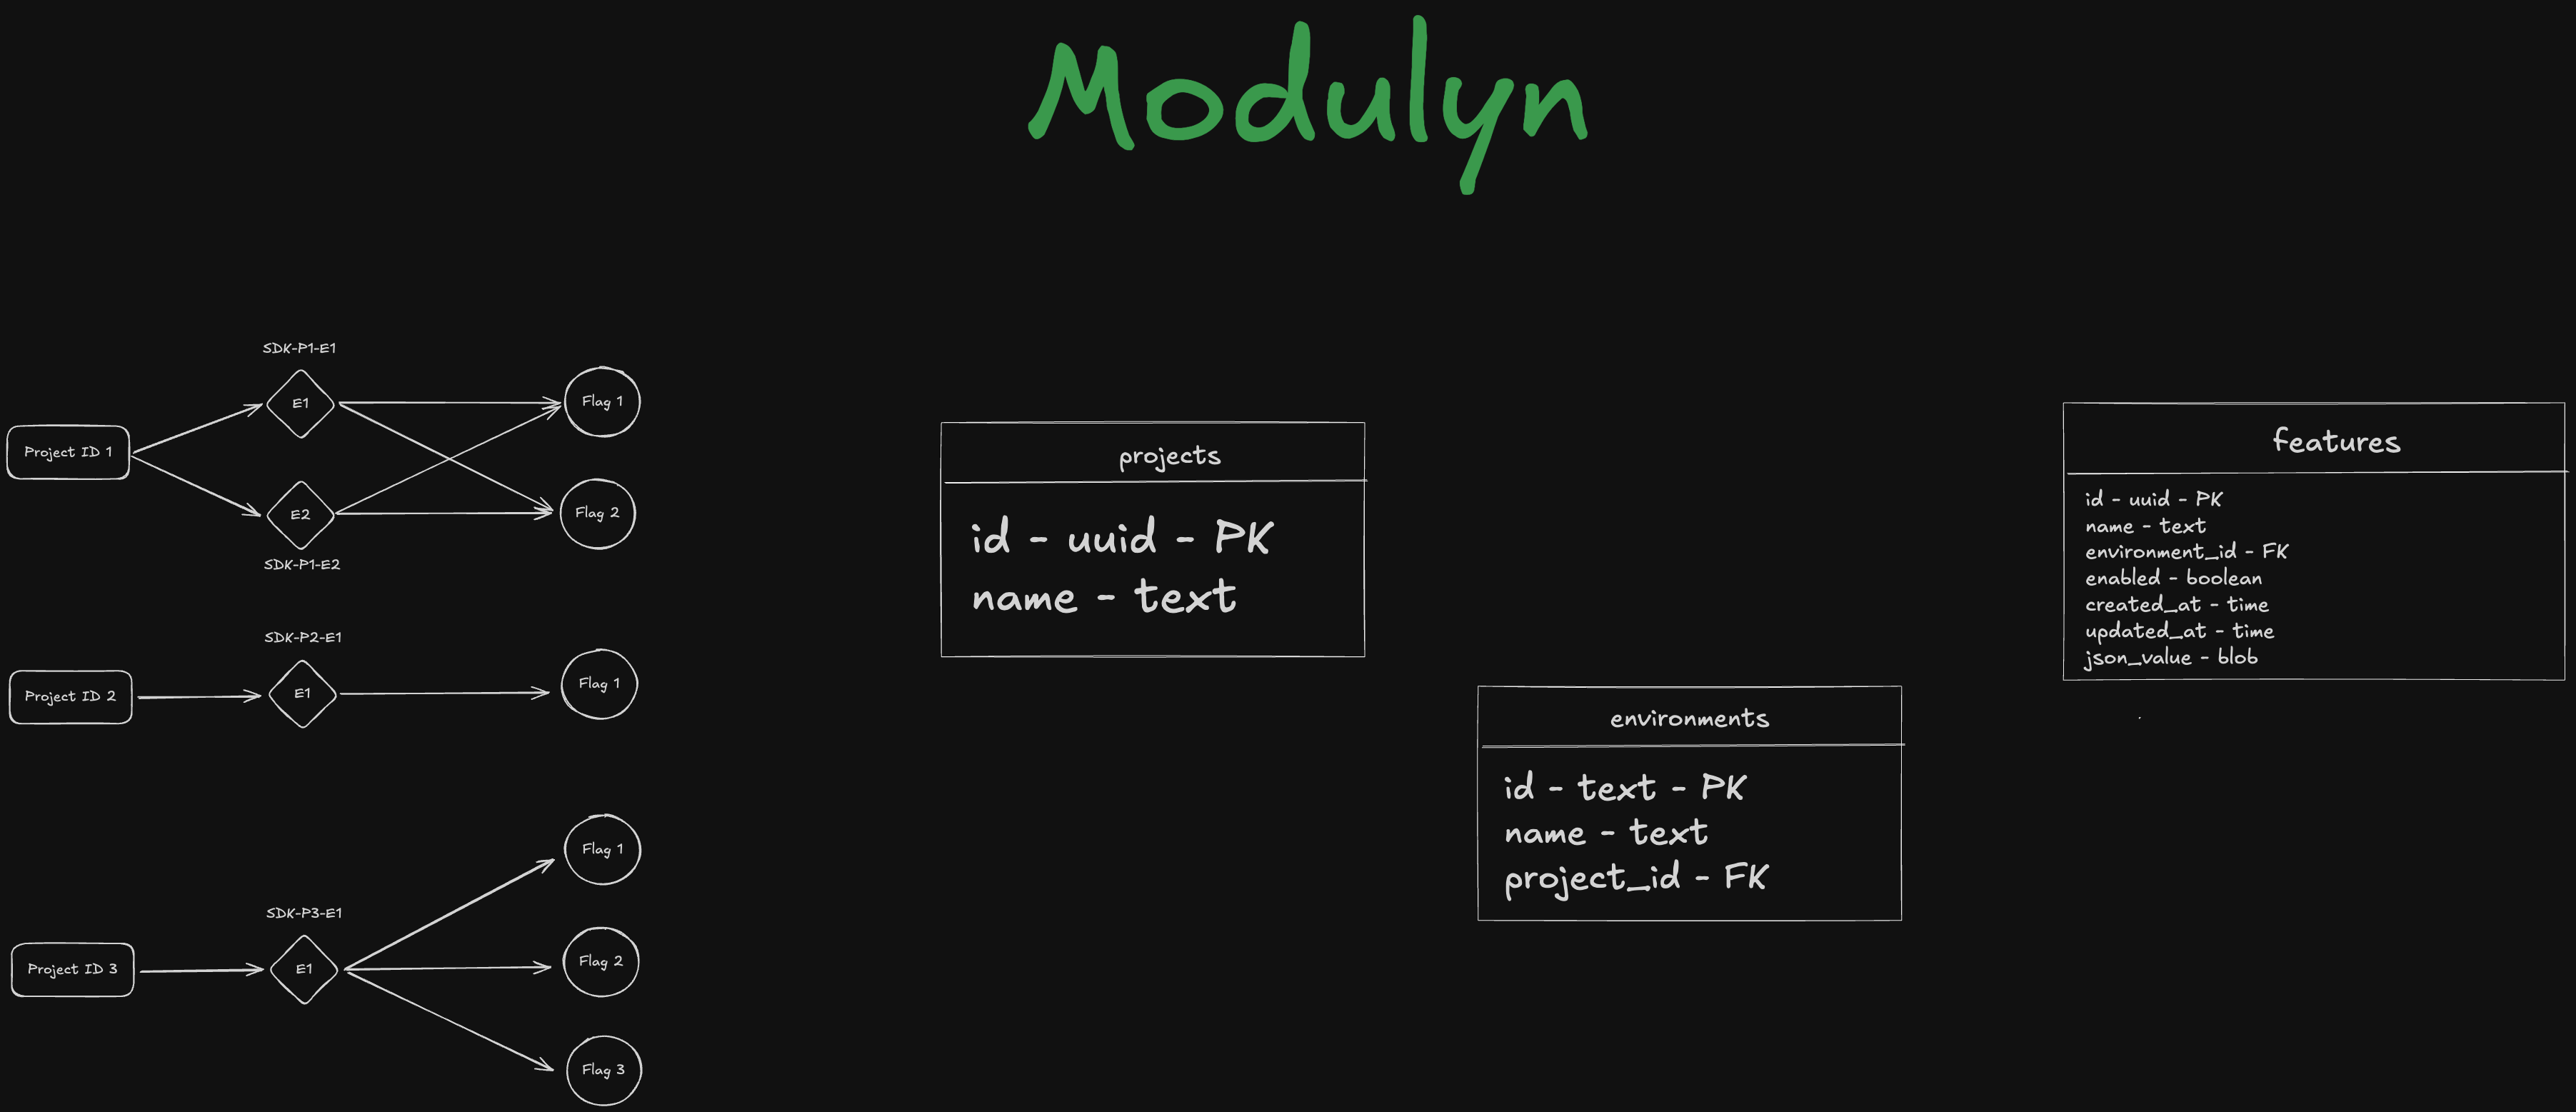 Modulyn
SDK-P1-E1
E1
Flag 1
Project ID 1
E2
Flag 2
SDK-P1-E2
SDK-P2-E1
Project ID 2
E1
Flag 1
Flag 1
SDK-P3-E1
Project ID 3
E1
Flag 2
Flag 3
projects
id - uuid - PK
name - text
environments
id - text - PK
name - text
project_id - FK
features
id - uuid - PK
name - text
environment_id - FK
enabled - boolean
created_at - time
updated_at - time
json_value - blob